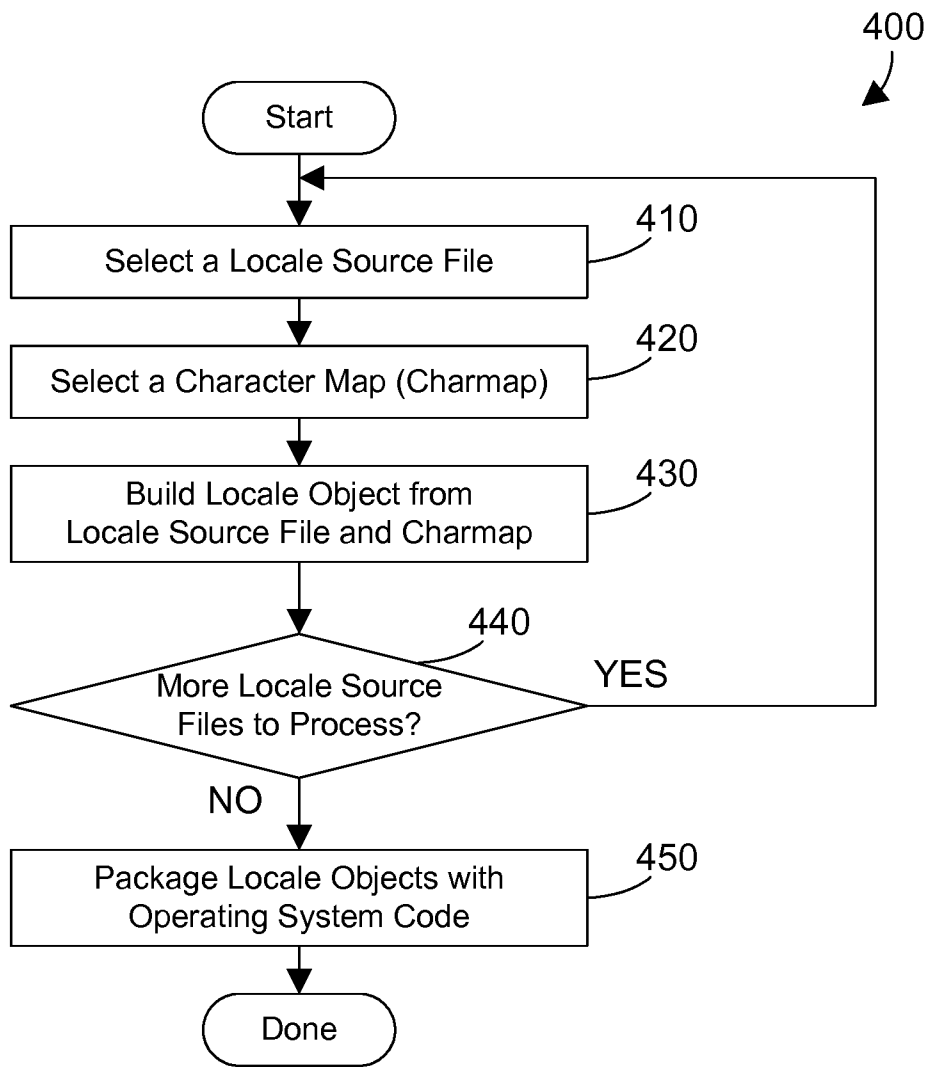 400
Start
410
Select a Locale Source File
420
Select a Character Map (Charmap)
430
Build Locale Object from
Locale Source File and Charmap
440
More Locale Source
Files to Process?
YES
NO
450
Package Locale Objects with
Operating System Code
Done